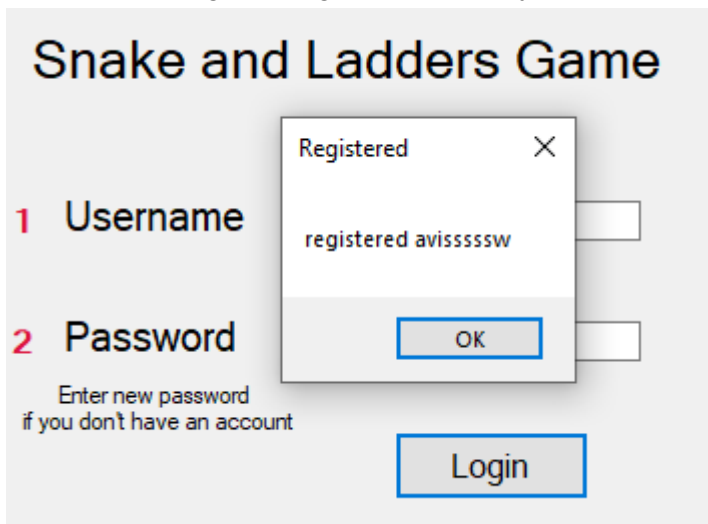 Snake and Ladders Game
Registered
1 Username
registered avisssssw
2 Password
OK
Enter new password
if you don't have an account
Login